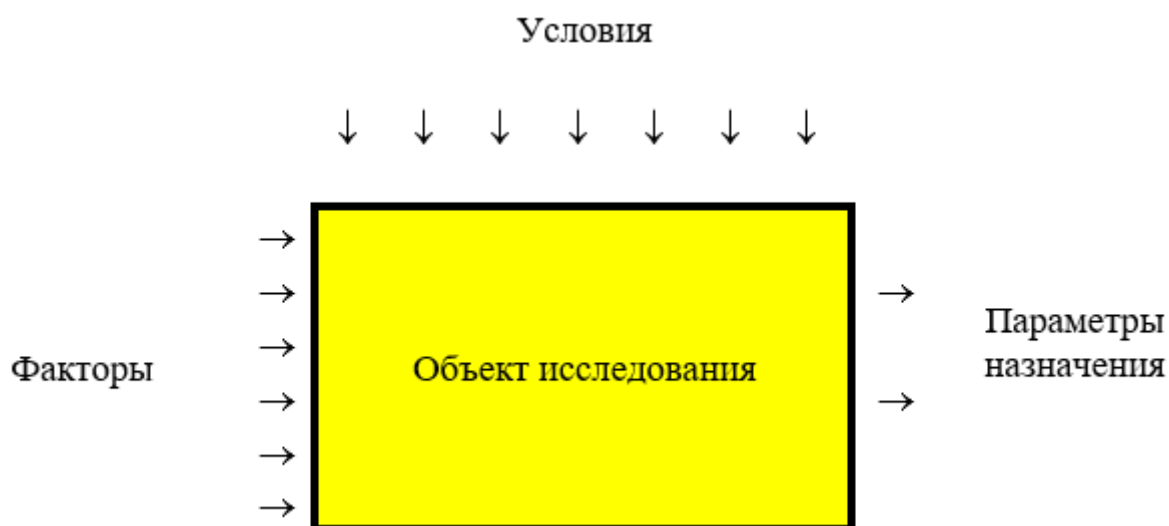 Условия
Факторы
Объект исследования
Параметры
назначения